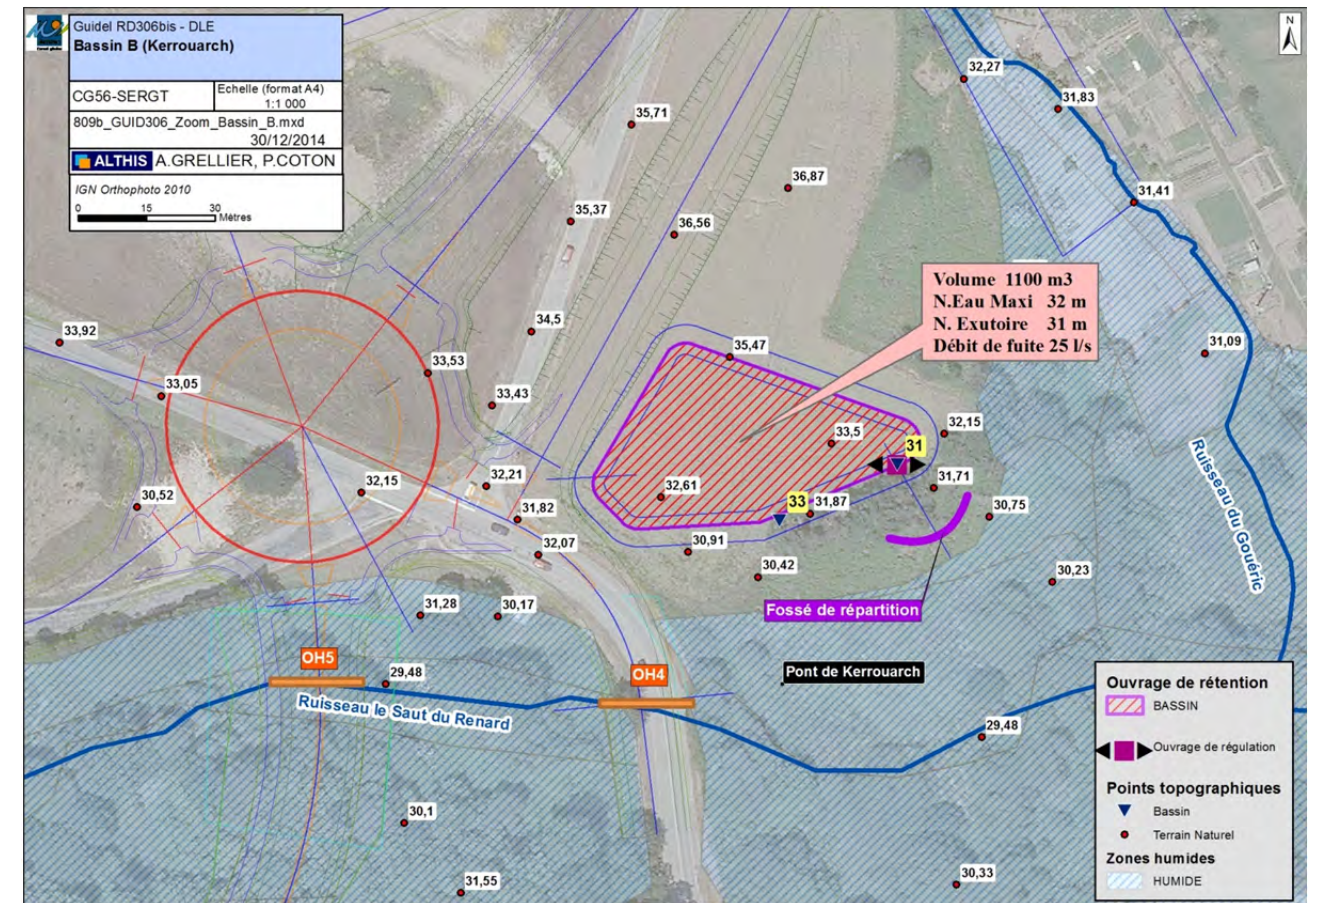 Guidel RD306bis - DLE
Bassin B (Kerrouarch)
CG56-SERGT
Echelle (format A4)
1:1 000
809b_GUID306_Zoom_Bassin_B.mxd
30/12/2014
ALTHIS A.GRELLIER, P.COTON
IGN Orthophoto 2010
0 15 30
Mètres
N
32,27
31,83
35,71
36,87
31,41
35,37
36,56
Volume 1100 m3
N.Eau Maxi 32 m
N. Exutoire 31 m
Débit de fuite 25 l/s
33,92
34,5
35,47
31,09
33,53
33,05
33,43
33,5
32,15
31
30,52
32,15
32,21
32,61
31,71
31,82
33
31,87
30,75
32,07
30,91
30,42
30,23
Ruisseau du Gouéric
31,28
30,17
Fossé de répartition
OH5
29,48
OH4
Pont de Kerrouarch
Ruisseau le Saut du Renard
29,48
30,1
31,55
30,33
Ouvrage de rétention
BASSIN
Ouvrage de régulation
Points topographiques
Bassin
Terrain Naturel
Zones humides
HUMIDE